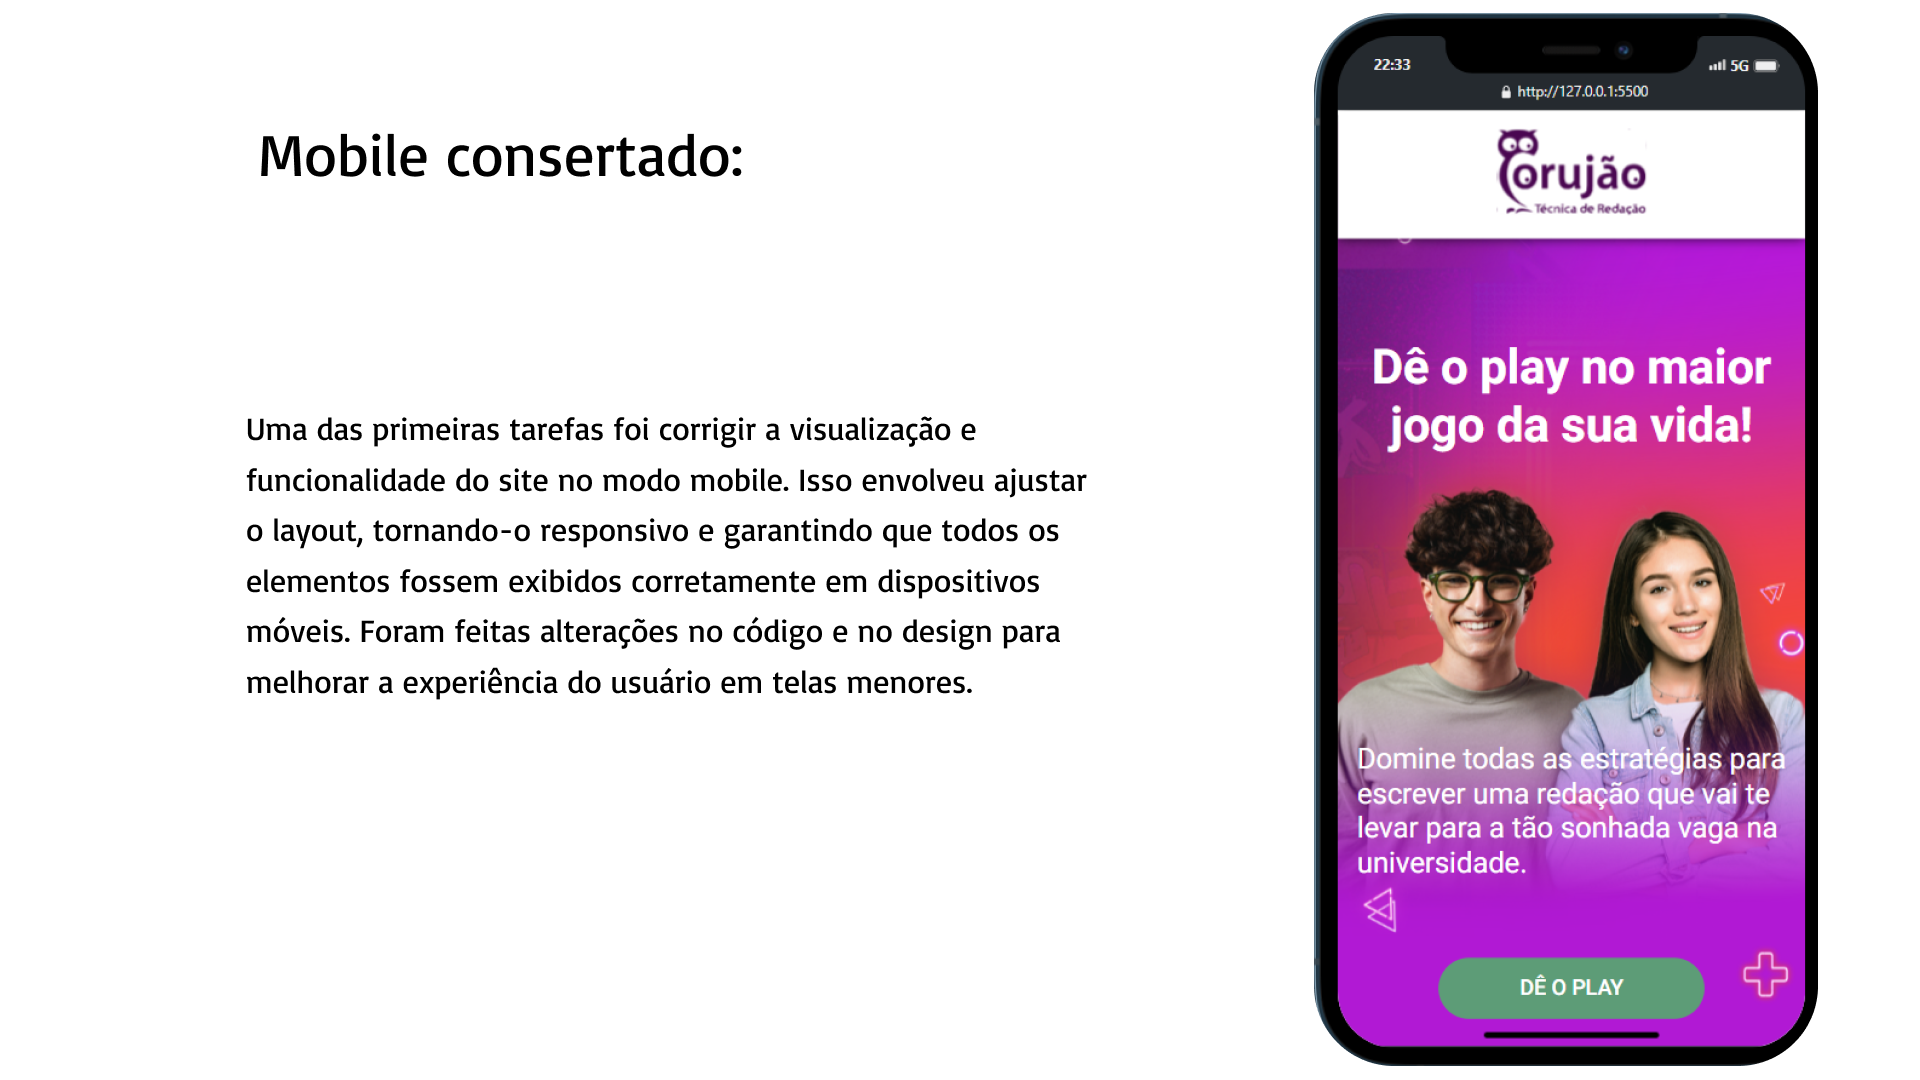 Mobile consertado:
Uma das primeiras tarefas foi corrigir a visualização e
funcionalidade do site no modo mobile. Isso envolveu ajustar
o layout, tornando-o responsivo e garantindo que todos os
elementos fossem exibidos corretamente em dispositivos
móveis. Foram feitas alterações no código e no design para
melhorar a experiência do usuário em telas menores.
22:33
5G
http://127.0.0.1:5500
Corujão
Técnica de Redação
Dê o play no maior
jogo da sua vida!
Domine todas as estratégias para
escrever uma redação que vai te
levar para a tão sonhada vaga na
universidade.
DÊ O PLAY